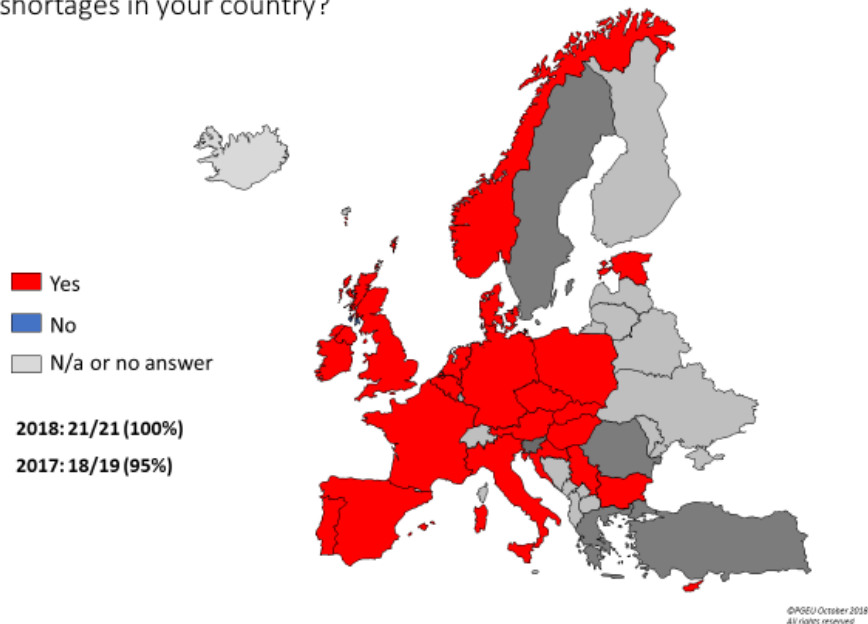 shortages in your country?
Yes
No
N/a or no answer
2018: 21/21 (100%)
2017: 18/19 (95%)
©PGEU October 2018
All rights reserved